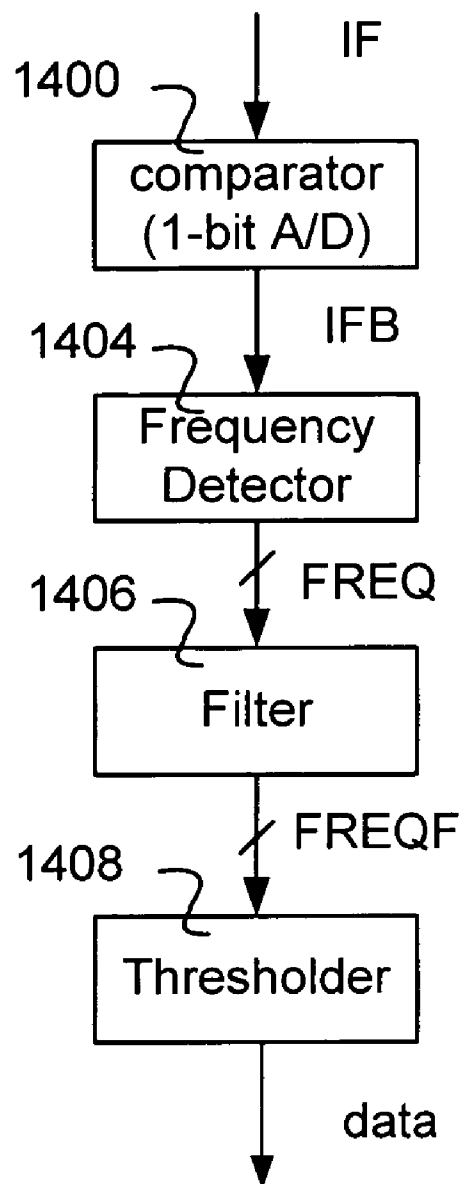 IF
1400
comparator
(1-bit A/D)
IFB
1404
Frequency
Detector
FREQ
1406
Filter
FREQF
1408
Thresholder
data